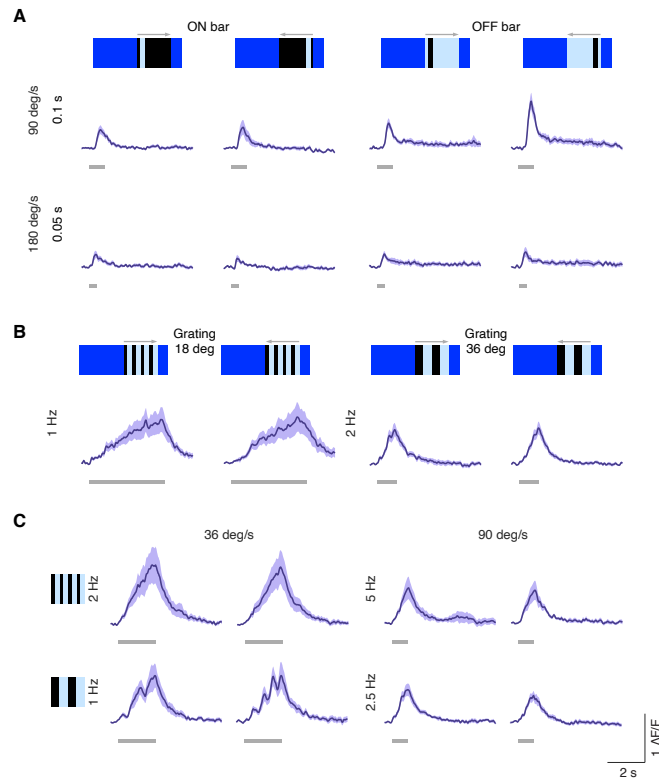 A
ON bar
OFF bar
90 deg/s
0.1 s
180 deg/s
0.05 s
B
Grating
18 deg
Grating
36 deg
1 Hz
2 Hz
C
36 deg/s
90 deg/s
2 Hz
5 Hz
1 Hz
2.5 Hz
1 ΔF/F
2 s